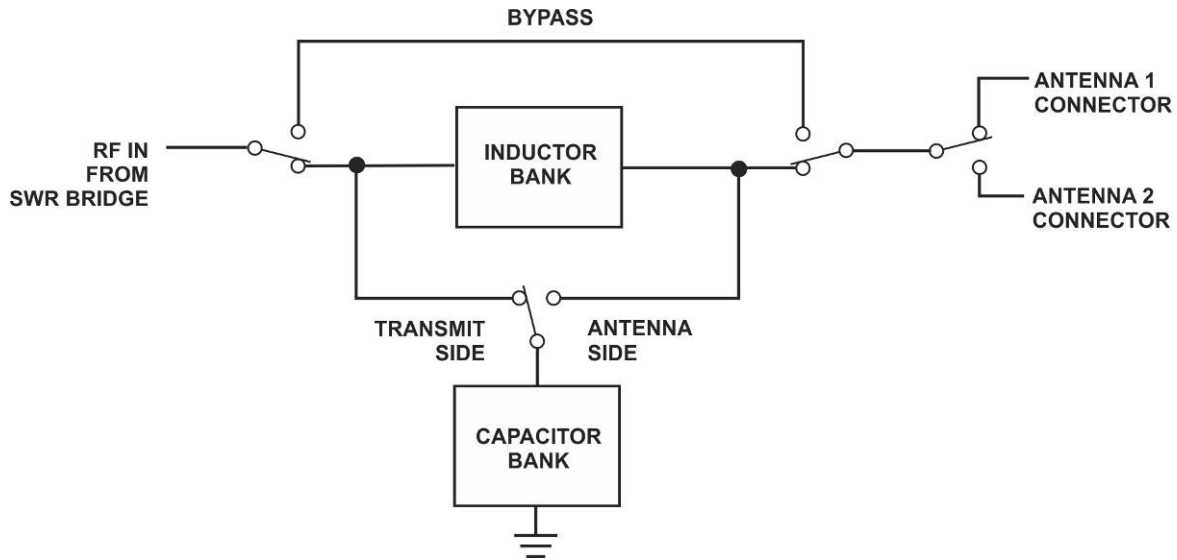 BYPASS
ANTENNA 1
CONNECTOR
RF IN
FROM
SWR BRIDGE
INDUCTOR
BANK
ANTENNA 2
CONNECTOR
TRANSMIT
SIDE
ANTENNA
SIDE
CAPACITOR
BANK